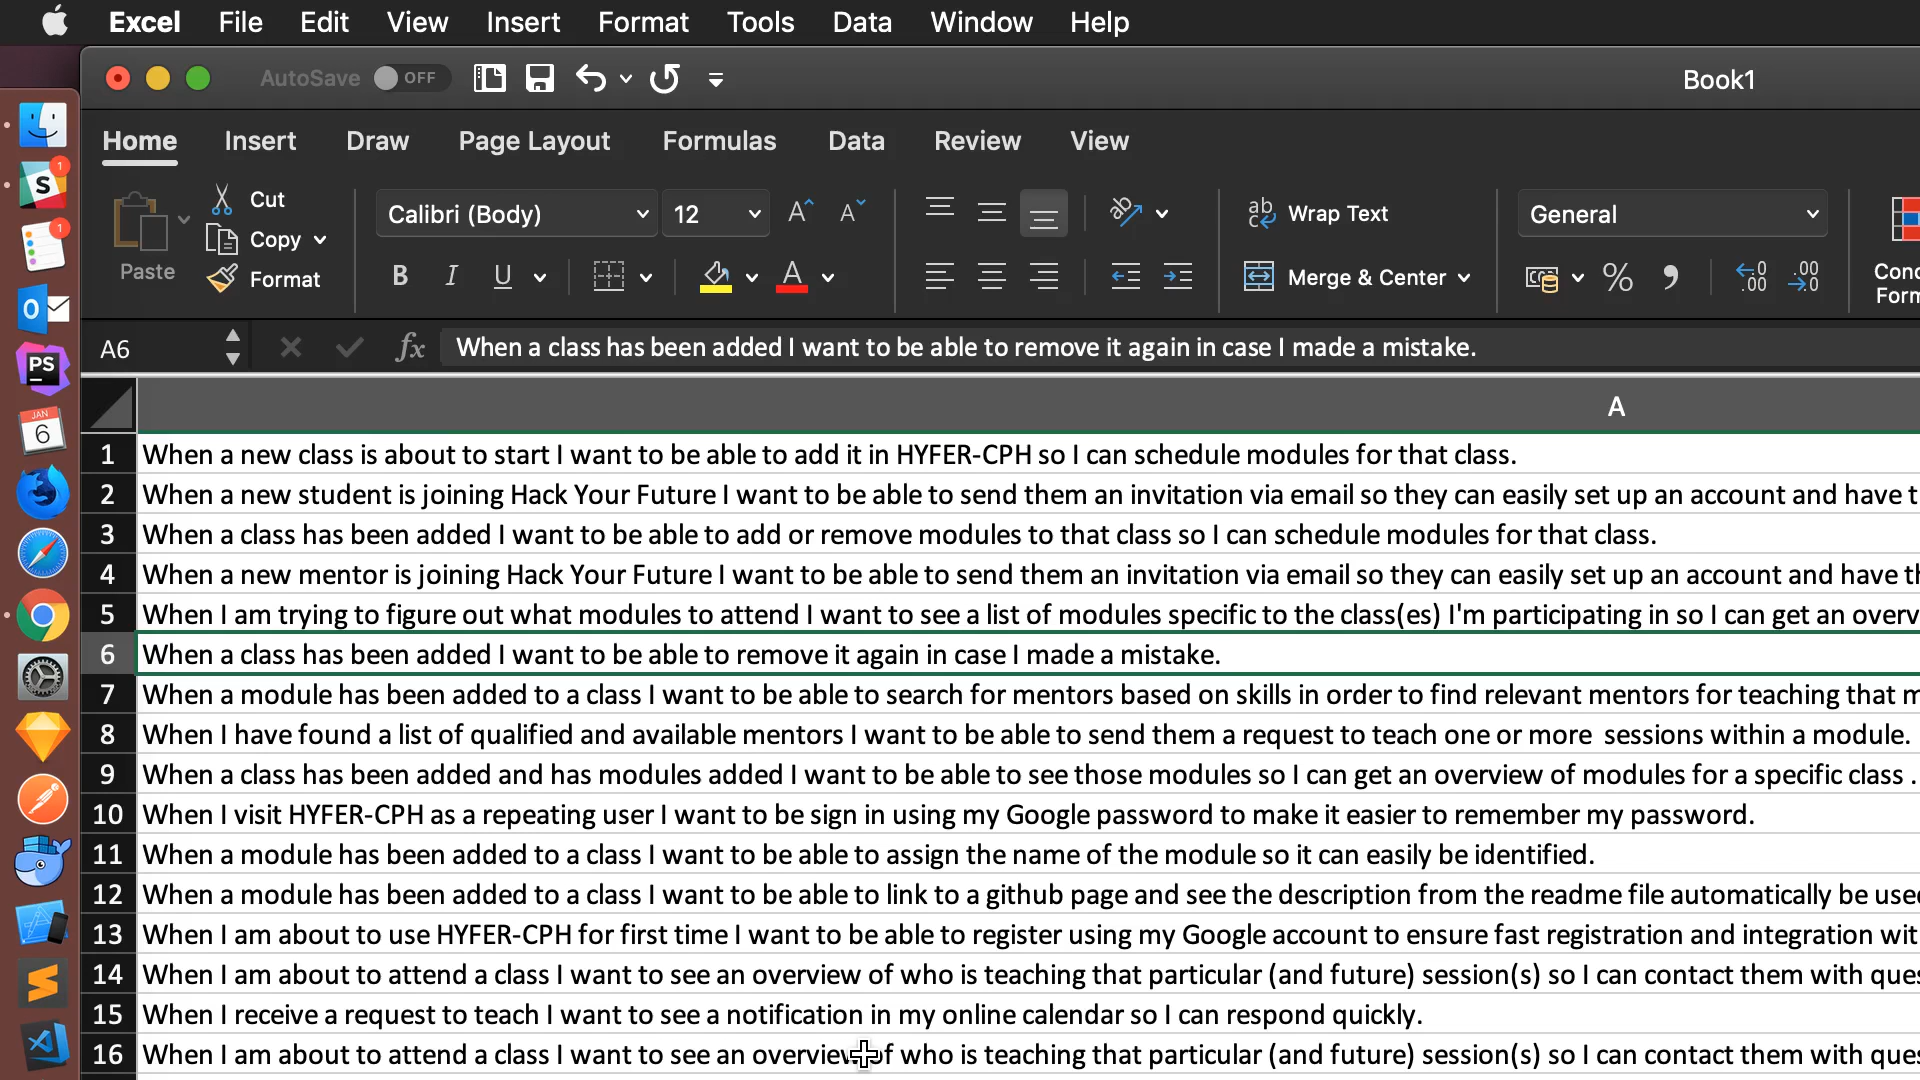 Excel File Edit View Insert Format Tools Data Window Help
AutoSave OFF Book1
Home Insert Draw Page Layout Formulas Data Review View
Paste
Cut
Copy
Format
Calibri (Body) 12
B I U A
Wrap Text
Merge & Center
General
A6 fx When a class has been added I want to be able to remove it again in case I made a mistake.
A
1 When a new class is about to start I want to be able to add it in HYFER-CPH so I can schedule modules for that class.
2 When a new student is joining Hack Your Future I want to be able to send them an invitation via email so they can easily set up an account and have
3 When a class has been added I want to be able to add or remove modules to that class so I can schedule modules for that class.
4 When a new mentor is joining Hack Your Future I want to be able to send them an invitation via email so they can easily set up an account and have
5 When I am trying to figure out what modules to attend I want to see a list of modules specific to the class(es) I'm participating in so I can get an
6 When a class has been added I want to be able to remove it again in case I made a mistake.
7 When a module has been added to a class I want to be able to search for mentors based on skills in order to find relevant mentors for teaching that
8 When I have found a list of qualified and available mentors I want to be able to send them a request to teach one or more sessions within a module.
9 When a class has been added and has modules added I want to be able to see those modules so I can get an overview of modules for a specific class .
10 When I visit HYFER-CPH as a repeating user I want to be sign in using my Google password to make it easier to remember my password.
11 When a module has been added to a class I want to be able to assign the name of the module so it can easily be identified.
12 When a module has been added to a class I want to be able to link to a github page and see the description from the readme file automatically be
13 When I am about to use HYFER-CPH for first time I want to be able to register using my Google account to ensure fast registration and integration
14 When I am about to attend a class I want to see an overview of who is teaching that particular (and future) session(s) so I can contact them with
15 When I receive a request to teach I want to see a notification in my online calendar so I can respond quickly.
16 When I am about to attend a class I want to see an overview of who is teaching that particular (and future) session(s) so I can contact them with